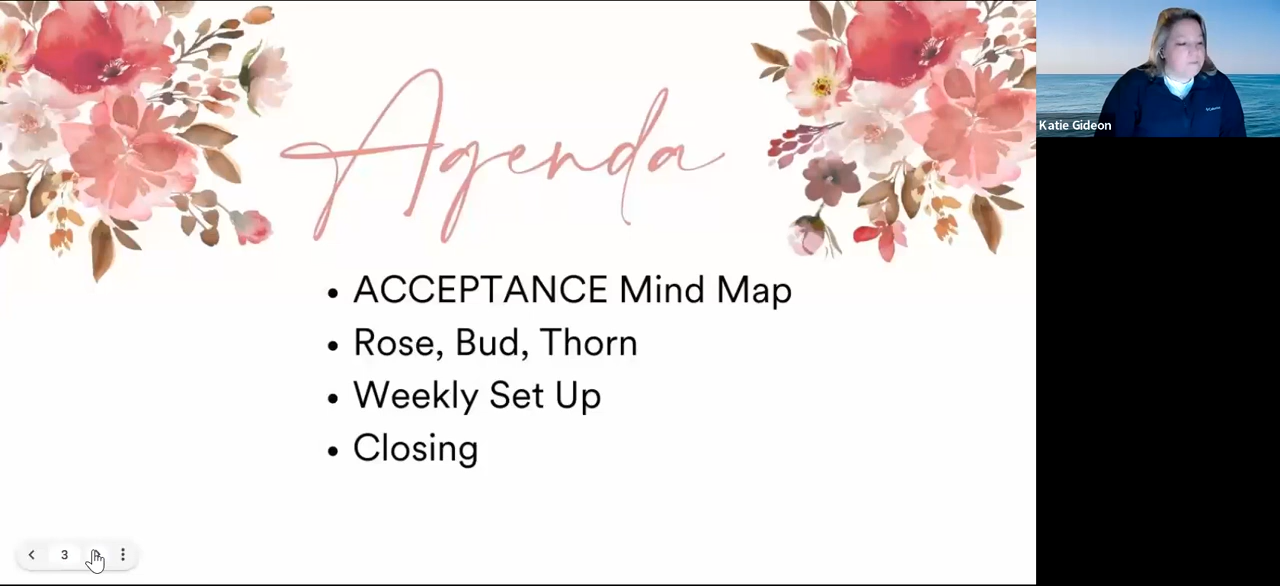 Agenda
• ACCEPTANCE Mind Map
• Rose, Bud, Thorn
• Weekly Set Up
• Closing
Katie Gideon
3